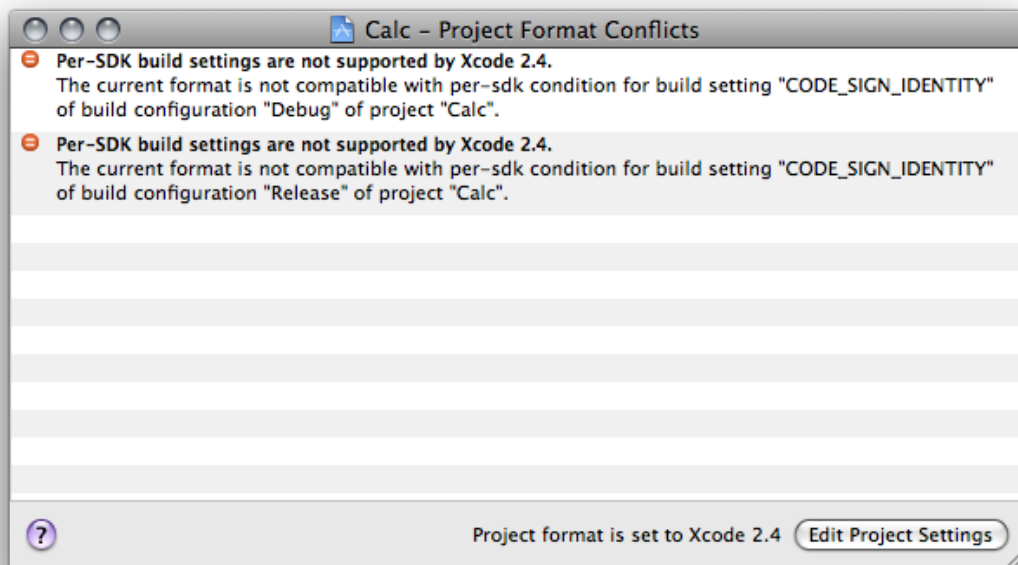 Calc – Project Format Conflicts
Per-SDK build settings are not supported by Xcode 2.4.
The current format is not compatible with per-sdk condition for build setting "CODE_SIGN_IDENTITY"
of build configuration "Debug" of project "Calc".
Per-SDK build settings are not supported by Xcode 2.4.
The current format is not compatible with per-sdk condition for build setting "CODE_SIGN_IDENTITY"
of build configuration "Release" of project "Calc".
? Project format is set to Xcode 2.4 Edit Project Settings